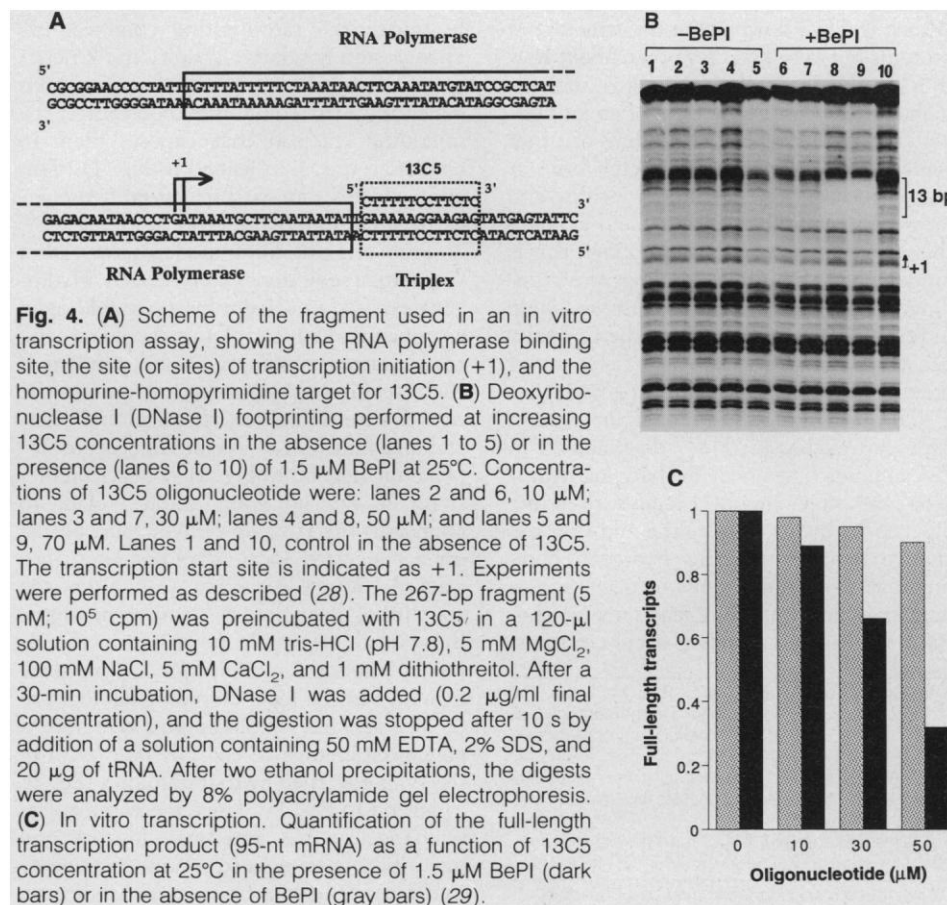 A
RNA Polymerase
5'
CGCGGAACCCCTATTTGTTTATTTTTCTAAATAACTTCAAATATGTATCCGCTCAT
GCGCCTTGGGGATAAACAAATAAAAAGATTTATTGAAGTTTATACATAGGCGAGTA
3'
+1
13C5
5'
3'
CTTTTTCCTTCTC
GAGACAATAACCCTGATAAATGCTTCAATAATATTGAAAAAGGAAGAGTATGAGTATTC
CTCTGTTATTGGGACTATTTACGAAGTTATTATAACTTTTTCCTTCTCATACTCATAAG
5'
RNA Polymerase
Triplex
Fig. 4. (A) Scheme of the fragment used in an in vitro
transcription assay, showing the RNA polymerase binding
site, the site (or sites) of transcription initiation (+1), and the
homopurine-homopyrimidine target for 13C5. (B) Deoxyribo-
nuclease I (DNase I) footprinting performed at increasing
13C5 concentrations in the absence (lanes 1 to 5) or in the
presence (lanes 6 to 10) of 1.5 μM BePI at 25°C. Concentra-
tions of 13C5 oligonucleotide were: lanes 2 and 6, 10 μM;
lanes 3 and 7, 30 μM; lanes 4 and 8, 50 μM; and lanes 5 and
9, 70 μM. Lanes 1 and 10, control in the absence of 13C5.
The transcription start site is indicated as +1. Experiments
were performed as described (28). The 267-bp fragment (5
nM; 10⁵ cpm) was preincubated with 13C5 in a 120-μl
solution containing 10 mM tris-HCl (pH 7.8), 5 mM MgCl₂,
100 mM NaCl, 5 mM CaCl₂, and 1 mM dithiothreitol. After a
30-min incubation, DNase I was added (0.2 μg/ml final
concentration), and the digestion was stopped after 10 s by
addition of a solution containing 50 mM EDTA, 2% SDS, and
20 μg of tRNA. After two ethanol precipitations, the digests
were analyzed by 8% polyacrylamide gel electrophoresis.
(C) In vitro transcription. Quantification of the full-length
transcription product (95-nt mRNA) as a function of 13C5
concentration at 25°C in the presence of 1.5 μM BePI (dark
bars) or in the absence of BePI (gray bars) (29).
B
–BePI +BePI
1 2 3 4 5 6 7 8 9 10
13 bp
+1
C
Full-length transcripts
1
0.8
0.6
0.4
0.2
0
0 10 30 50
Oligonucleotide (μM)